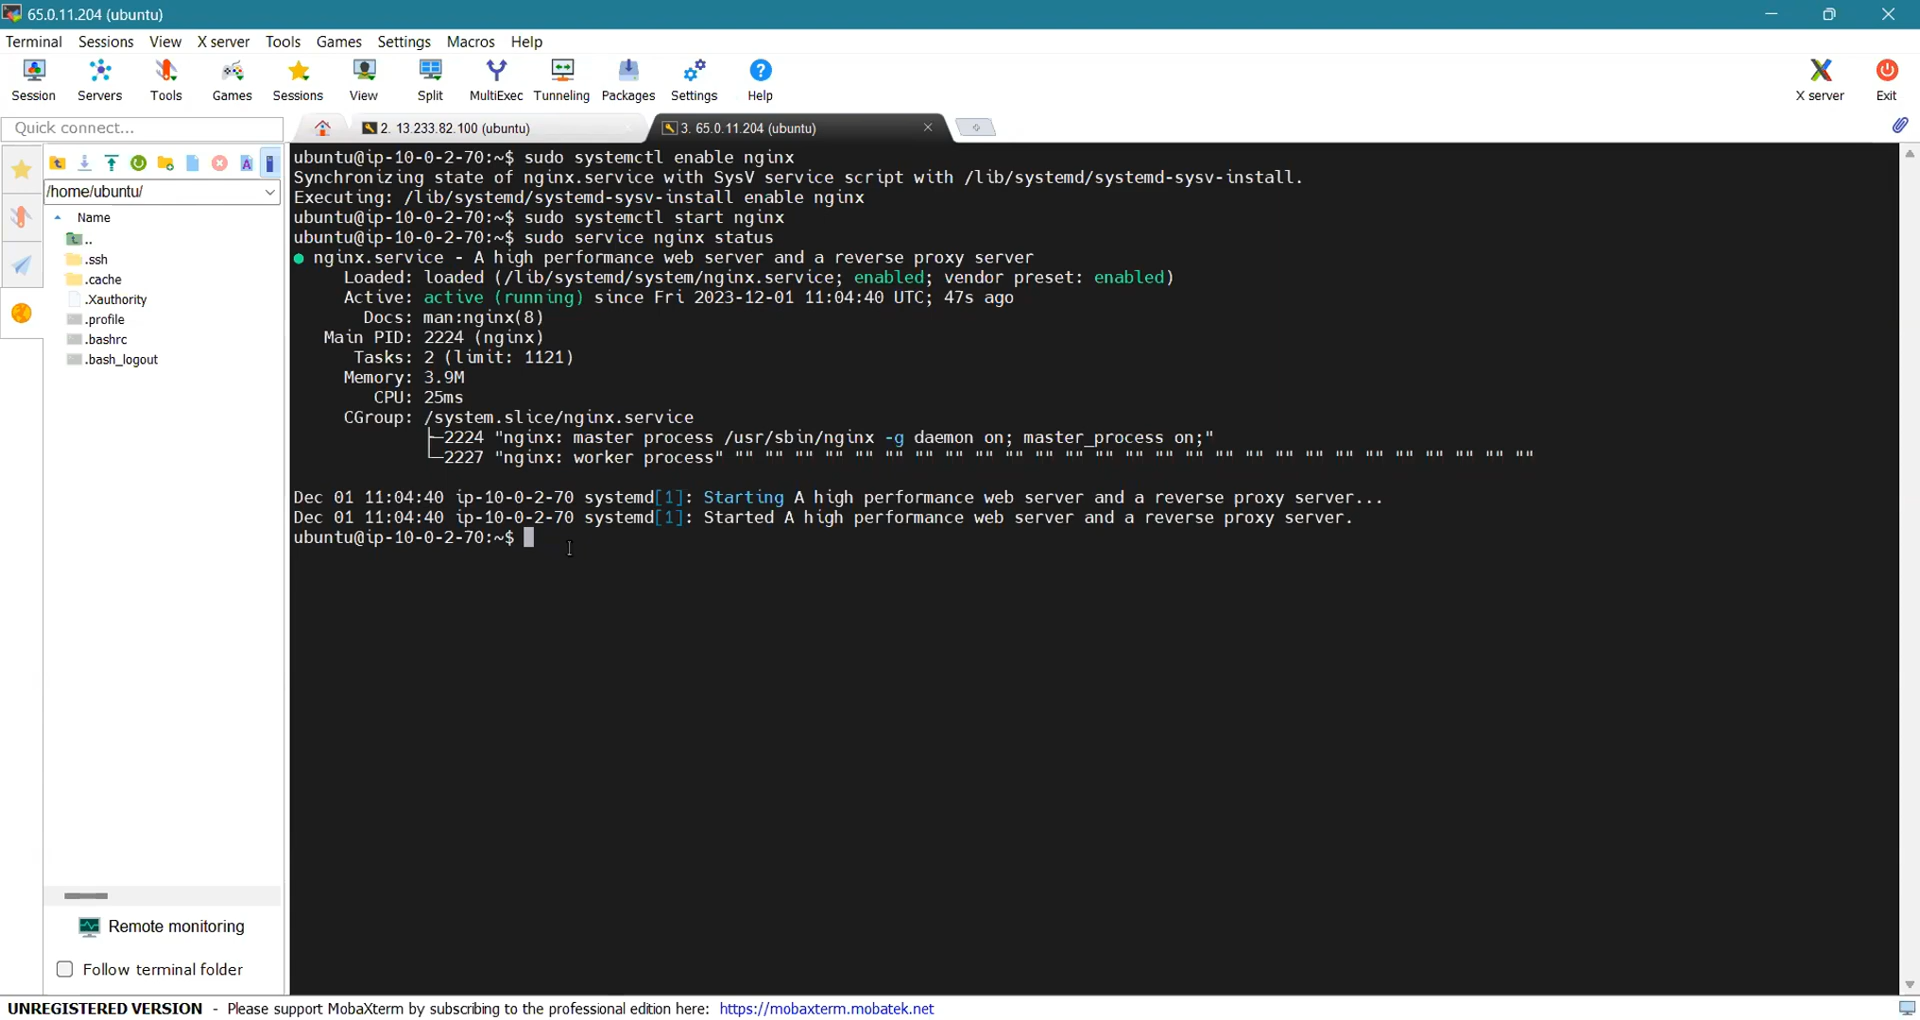 65.0.11.204 (ubuntu)
Terminal Sessions View X server Tools Games Settings Macros Help
Session Servers Tools Games Sessions View Split MultiExec Tunneling Packages Settings Help X server Exit
Quick connect...
2. 13.233.82.100 (ubuntu)
3. 65.0.11.204 (ubuntu)
/home/ubuntu/
Name
..
.ssh
.cache
.Xauthority
.profile
.bashrc
.bash_logout
Remote monitoring
Follow terminal folder
ubuntu@ip-10-0-2-70:~$ sudo systemctl enable nginx
Synchronizing state of nginx.service with SysV service script with /lib/systemd/systemd-sysv-install.
Executing: /lib/systemd/systemd-sysv-install enable nginx
ubuntu@ip-10-0-2-70:~$ sudo systemctl start nginx
ubuntu@ip-10-0-2-70:~$ sudo service nginx status
● nginx.service - A high performance web server and a reverse proxy server
Loaded: loaded (/lib/systemd/system/nginx.service; enabled; vendor preset: enabled)
Active: active (running) since Fri 2023-12-01 11:04:40 UTC; 47s ago
Docs: man:nginx(8)
Main PID: 2224 (nginx)
Tasks: 2 (limit: 1121)
Memory: 3.9M
CPU: 25ms
CGroup: /system.slice/nginx.service
├─2224 "nginx: master process /usr/sbin/nginx -g daemon on; master_process on;"
└─2227 "nginx: worker process" "" "" "" "" "" "" "" "" "" "" "" "" "" "" "" "" "" "" "" "" "" "" "" "" "" "" ""
Dec 01 11:04:40 ip-10-0-2-70 systemd[1]: Starting A high performance web server and a reverse proxy server...
Dec 01 11:04:40 ip-10-0-2-70 systemd[1]: Started A high performance web server and a reverse proxy server.
ubuntu@ip-10-0-2-70:~$
UNREGISTERED VERSION - Please support MobaXterm by subscribing to the professional edition here: https://mobaxterm.mobatek.net